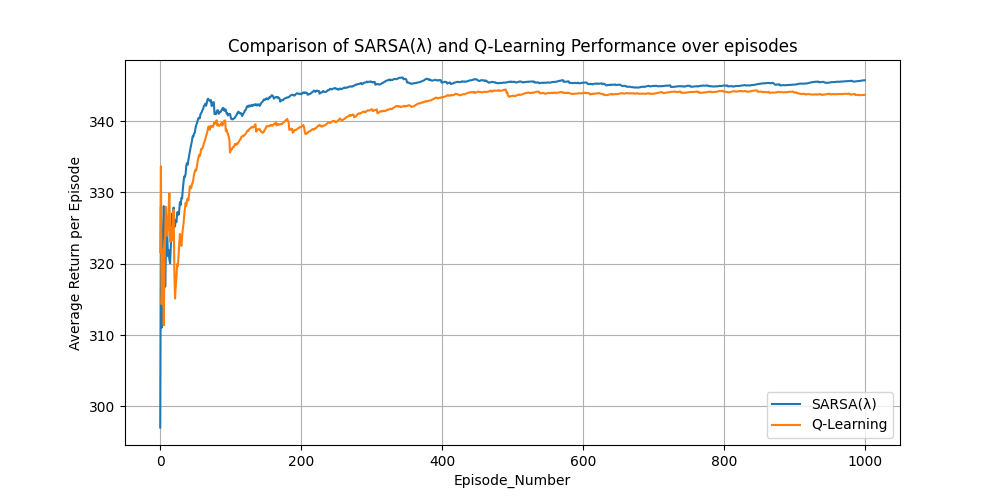 Comparison of SARSA(λ) and Q-Learning Performance over episodes
Average Return per Episode
340
330
320
310
300
0 200 400 600 800 1000
Episode_Number
SARSA(λ)
Q-Learning